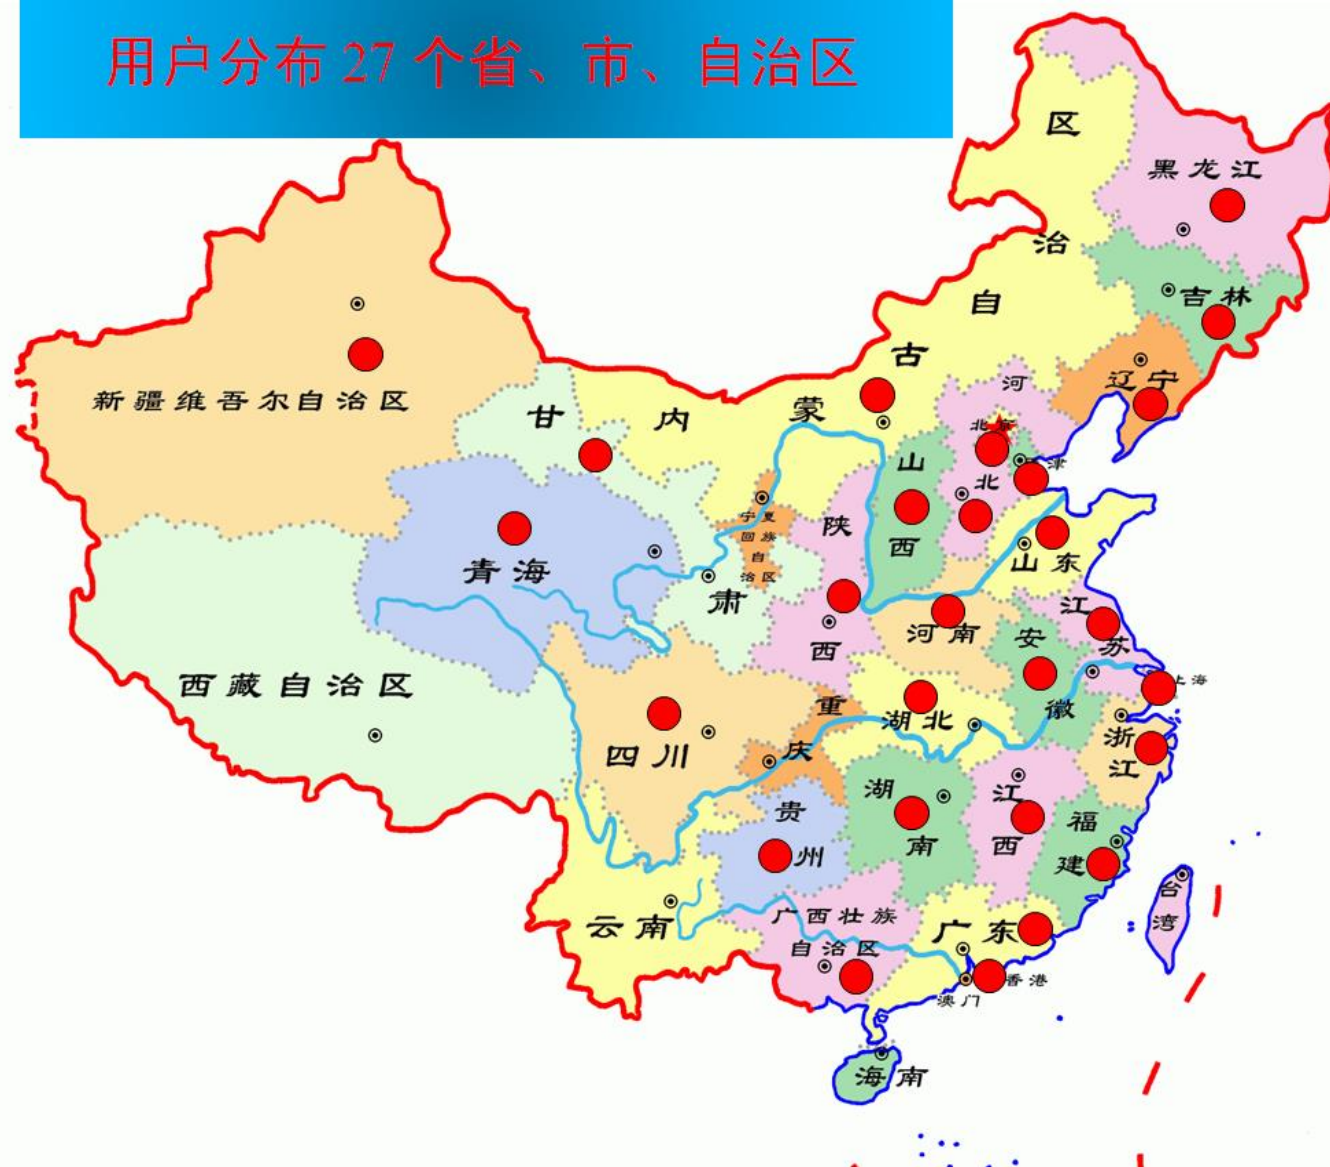 用户分布 27 个省、市、自治区
黑龙江
吉林
辽宁
内蒙古自治区
新疆维吾尔自治区
甘肃
青海
西藏自治区
宁夏
回族
自
治区
陕西
山西
河北
北京
津
山东
河南
江苏
安徽
上海
浙江
湖北
重庆
四川
贵州
湖南
江西
福建
台湾
云南
广西壮族
自治区
广东
香港
澳门
海南